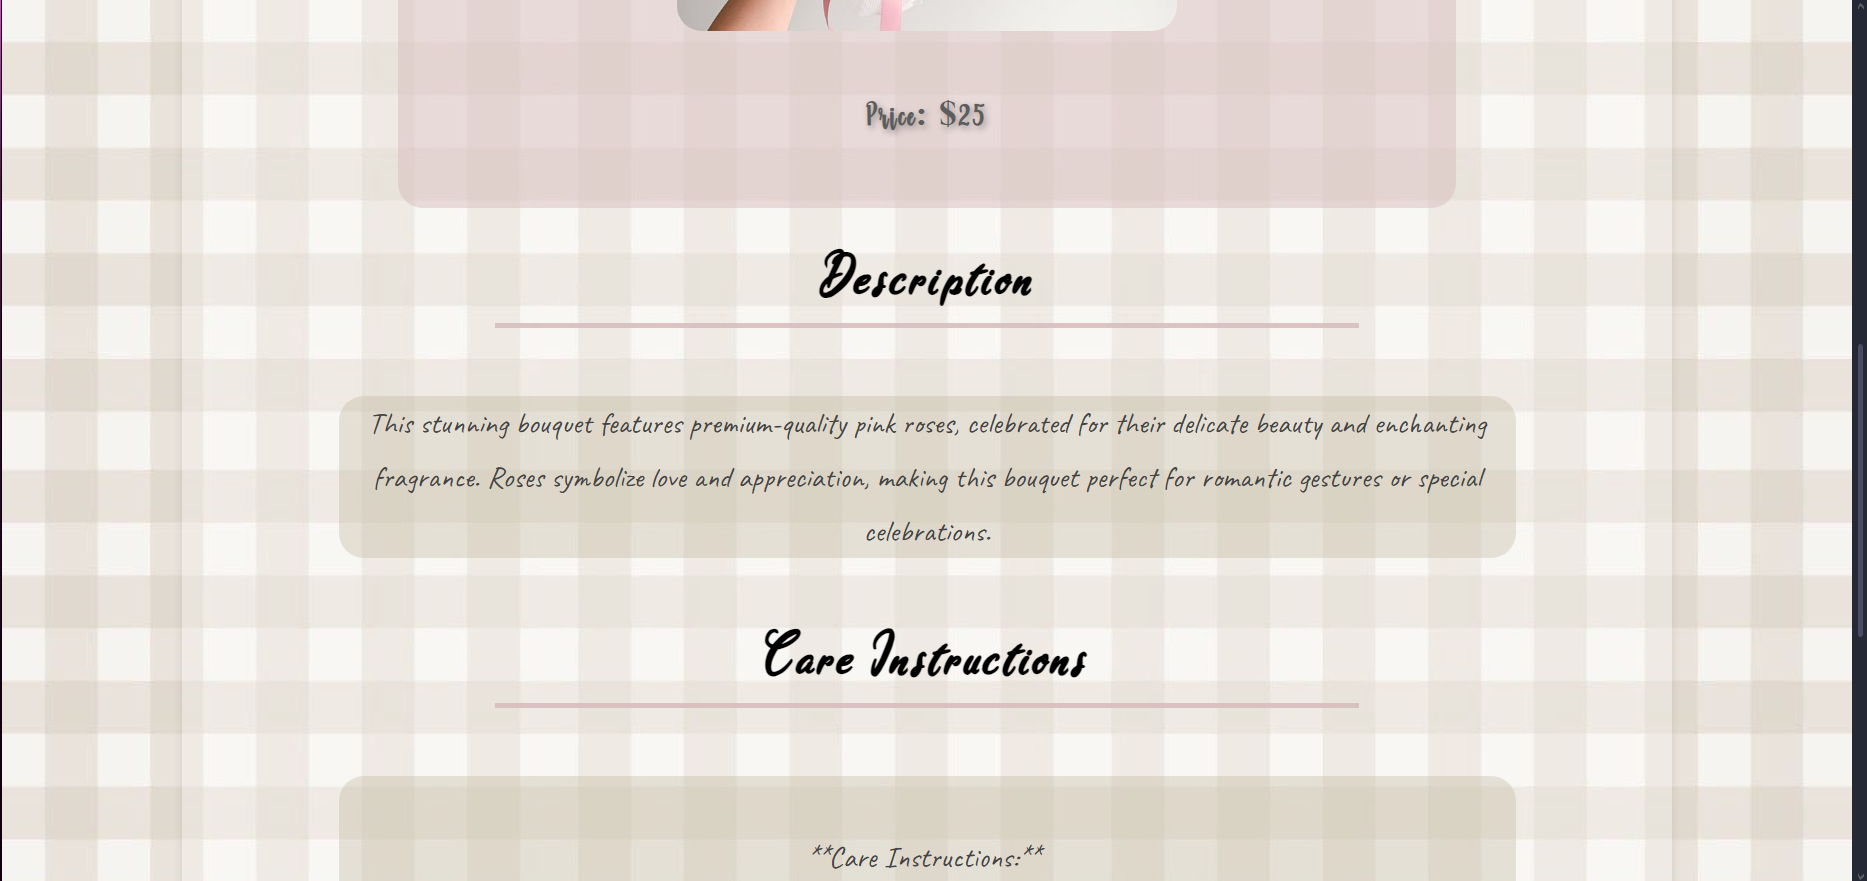 Price: $25
Description
This stunning bouquet features premium-quality pink roses, celebrated for their delicate beauty and enchanting
fragrance. Roses symbolize love and appreciation, making this bouquet perfect for romantic gestures or special
celebrations.
Care Instructions
**Care Instructions:**